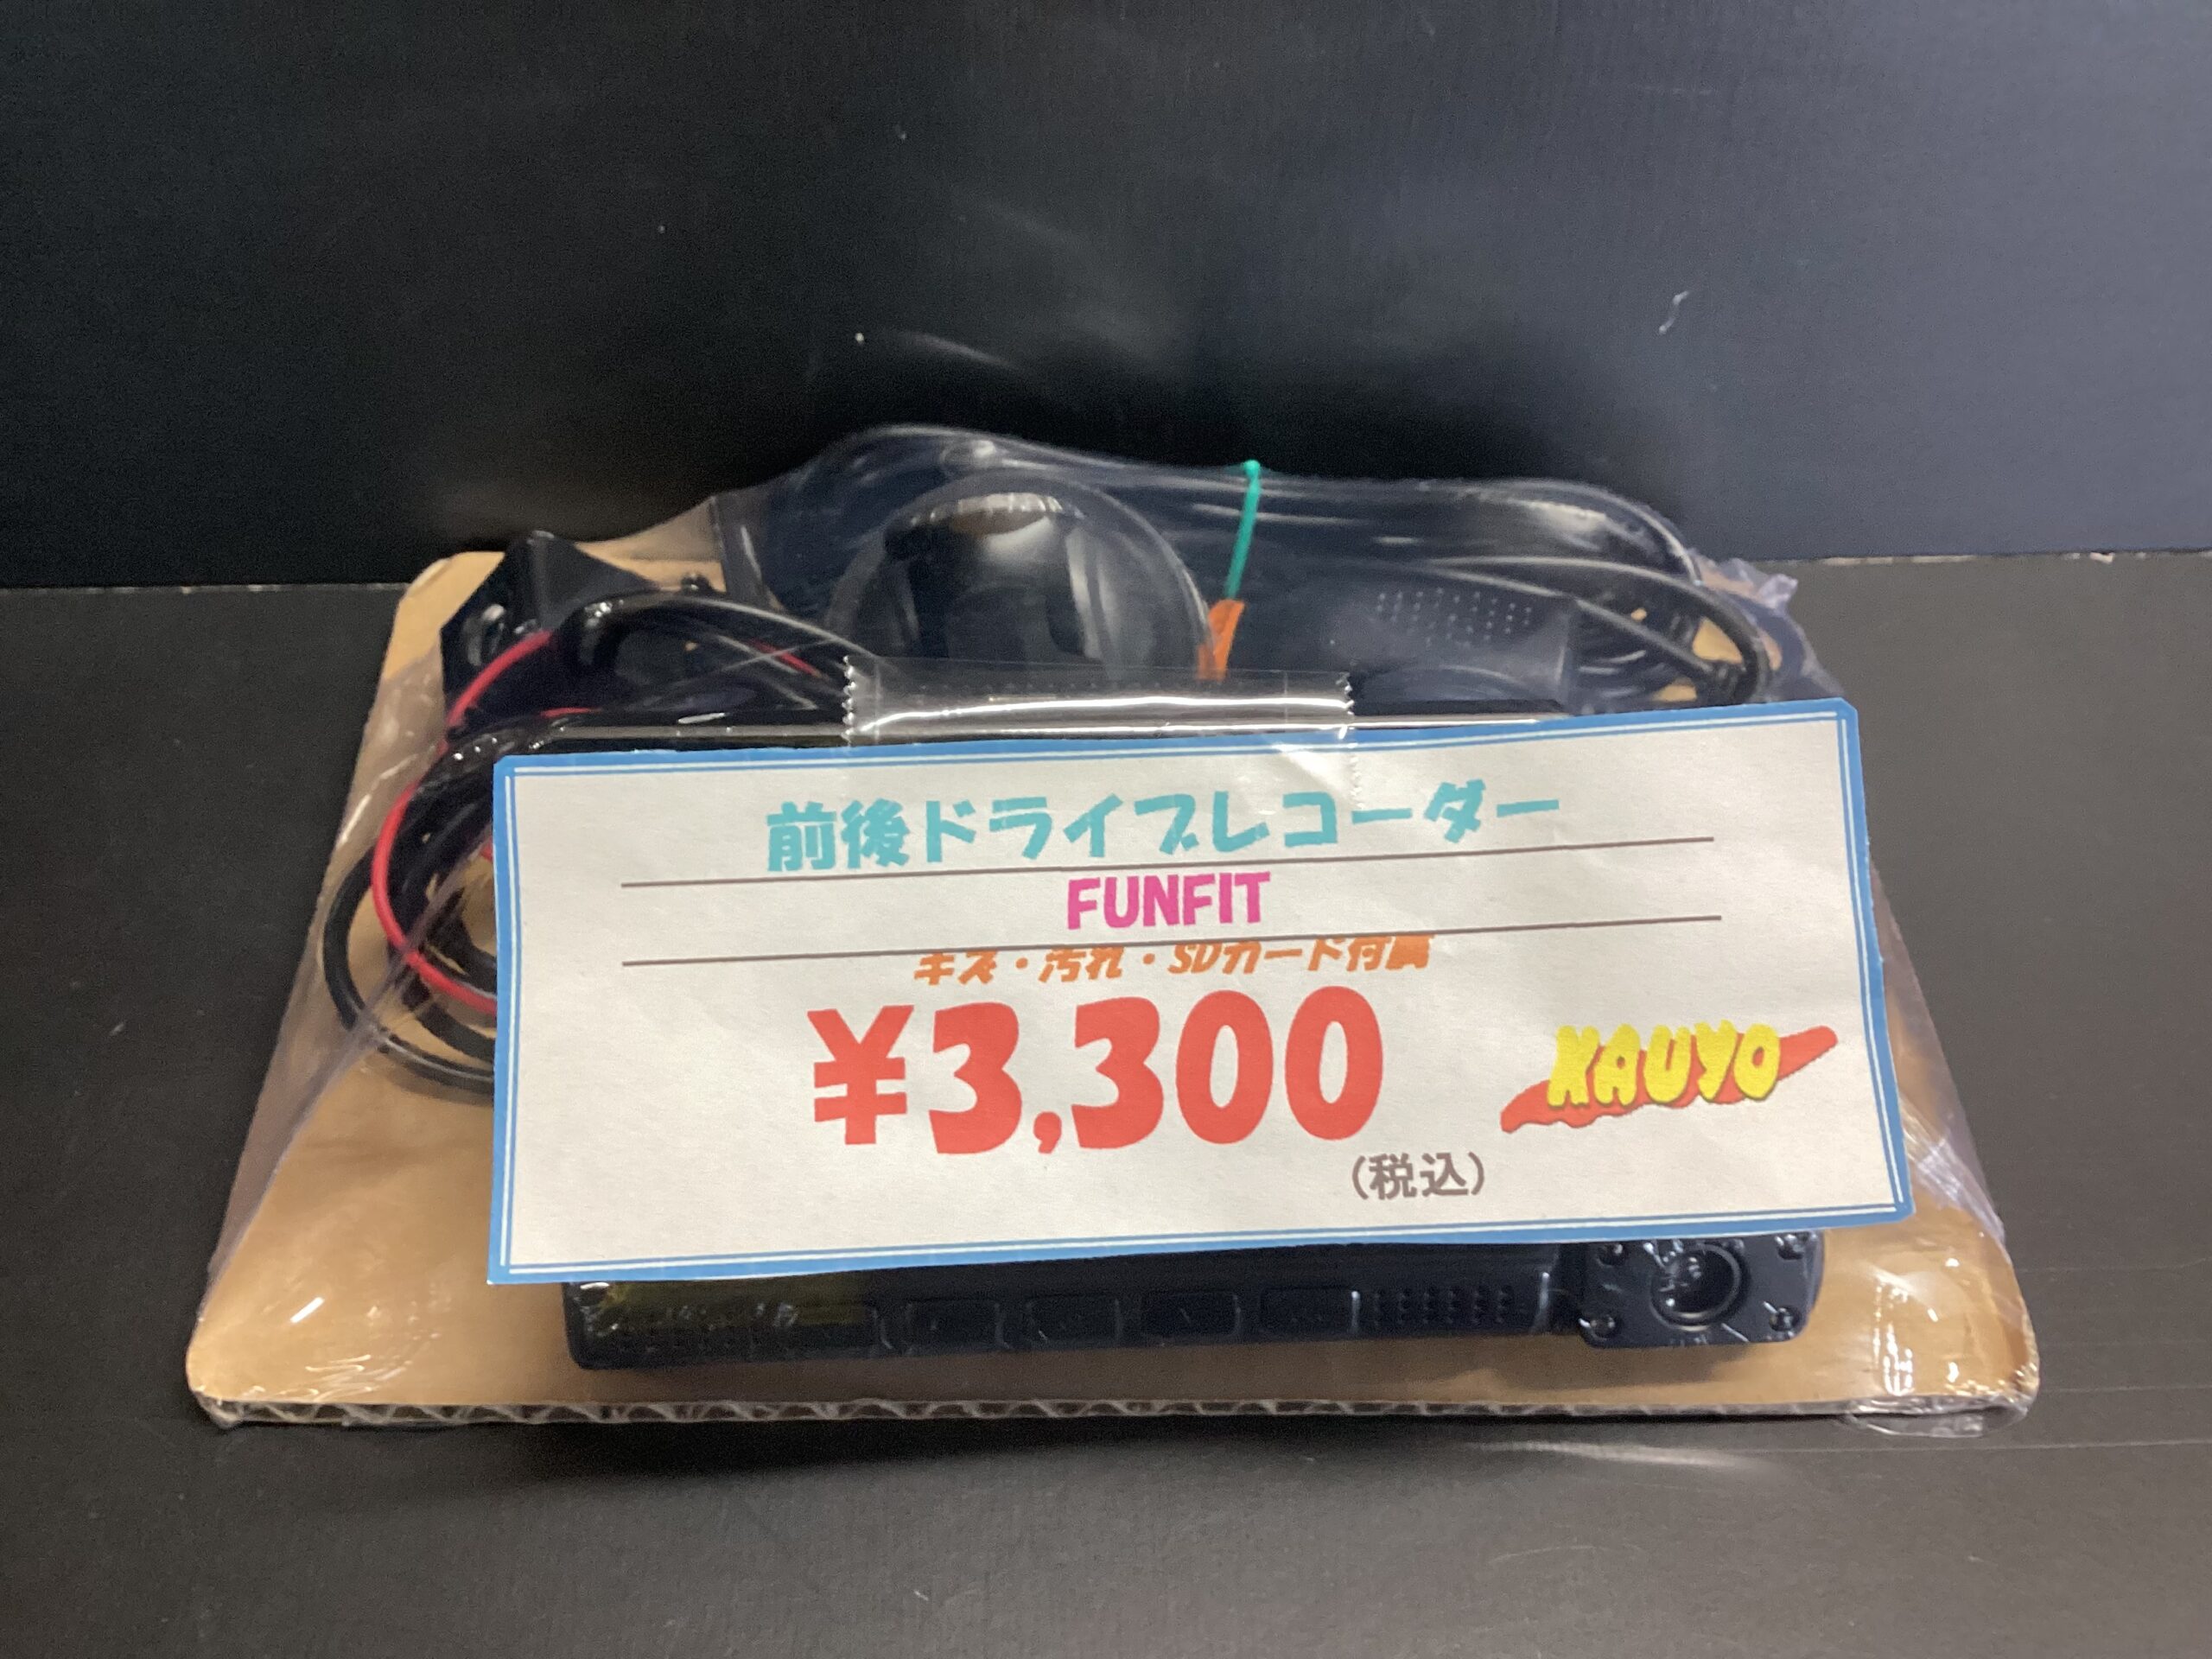 前後ドライブレコーダー
FUNFIT
キズ・汚れ・SDカード付属
¥3,300
(税込)
KAUYO